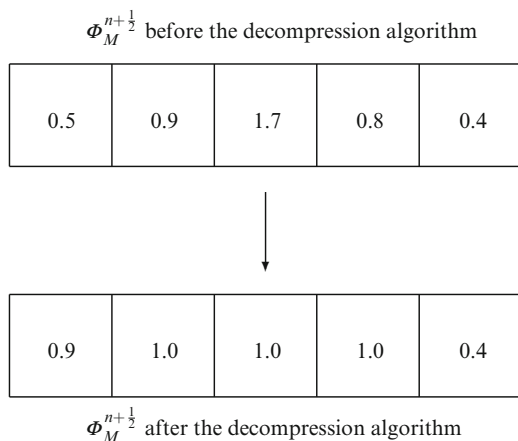 Φ_M^{n+1/2} before the decompression algorithm
0.5 0.9 1.7 0.8 0.4
0.9 1.0 1.0 1.0 0.4
Φ_M^{n+1/2} after the decompression algorithm